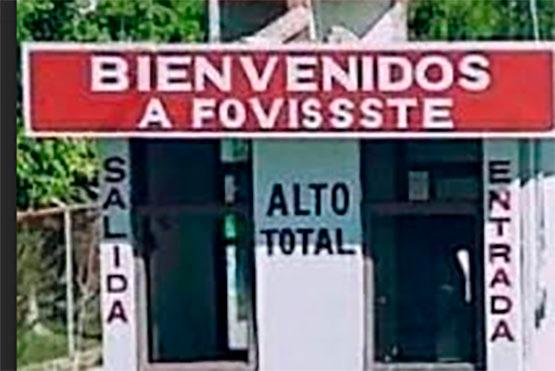 BIENVENIDOS
A FOVISSSTE
SALIDA
ALTO
TOTAL
ENTRADA